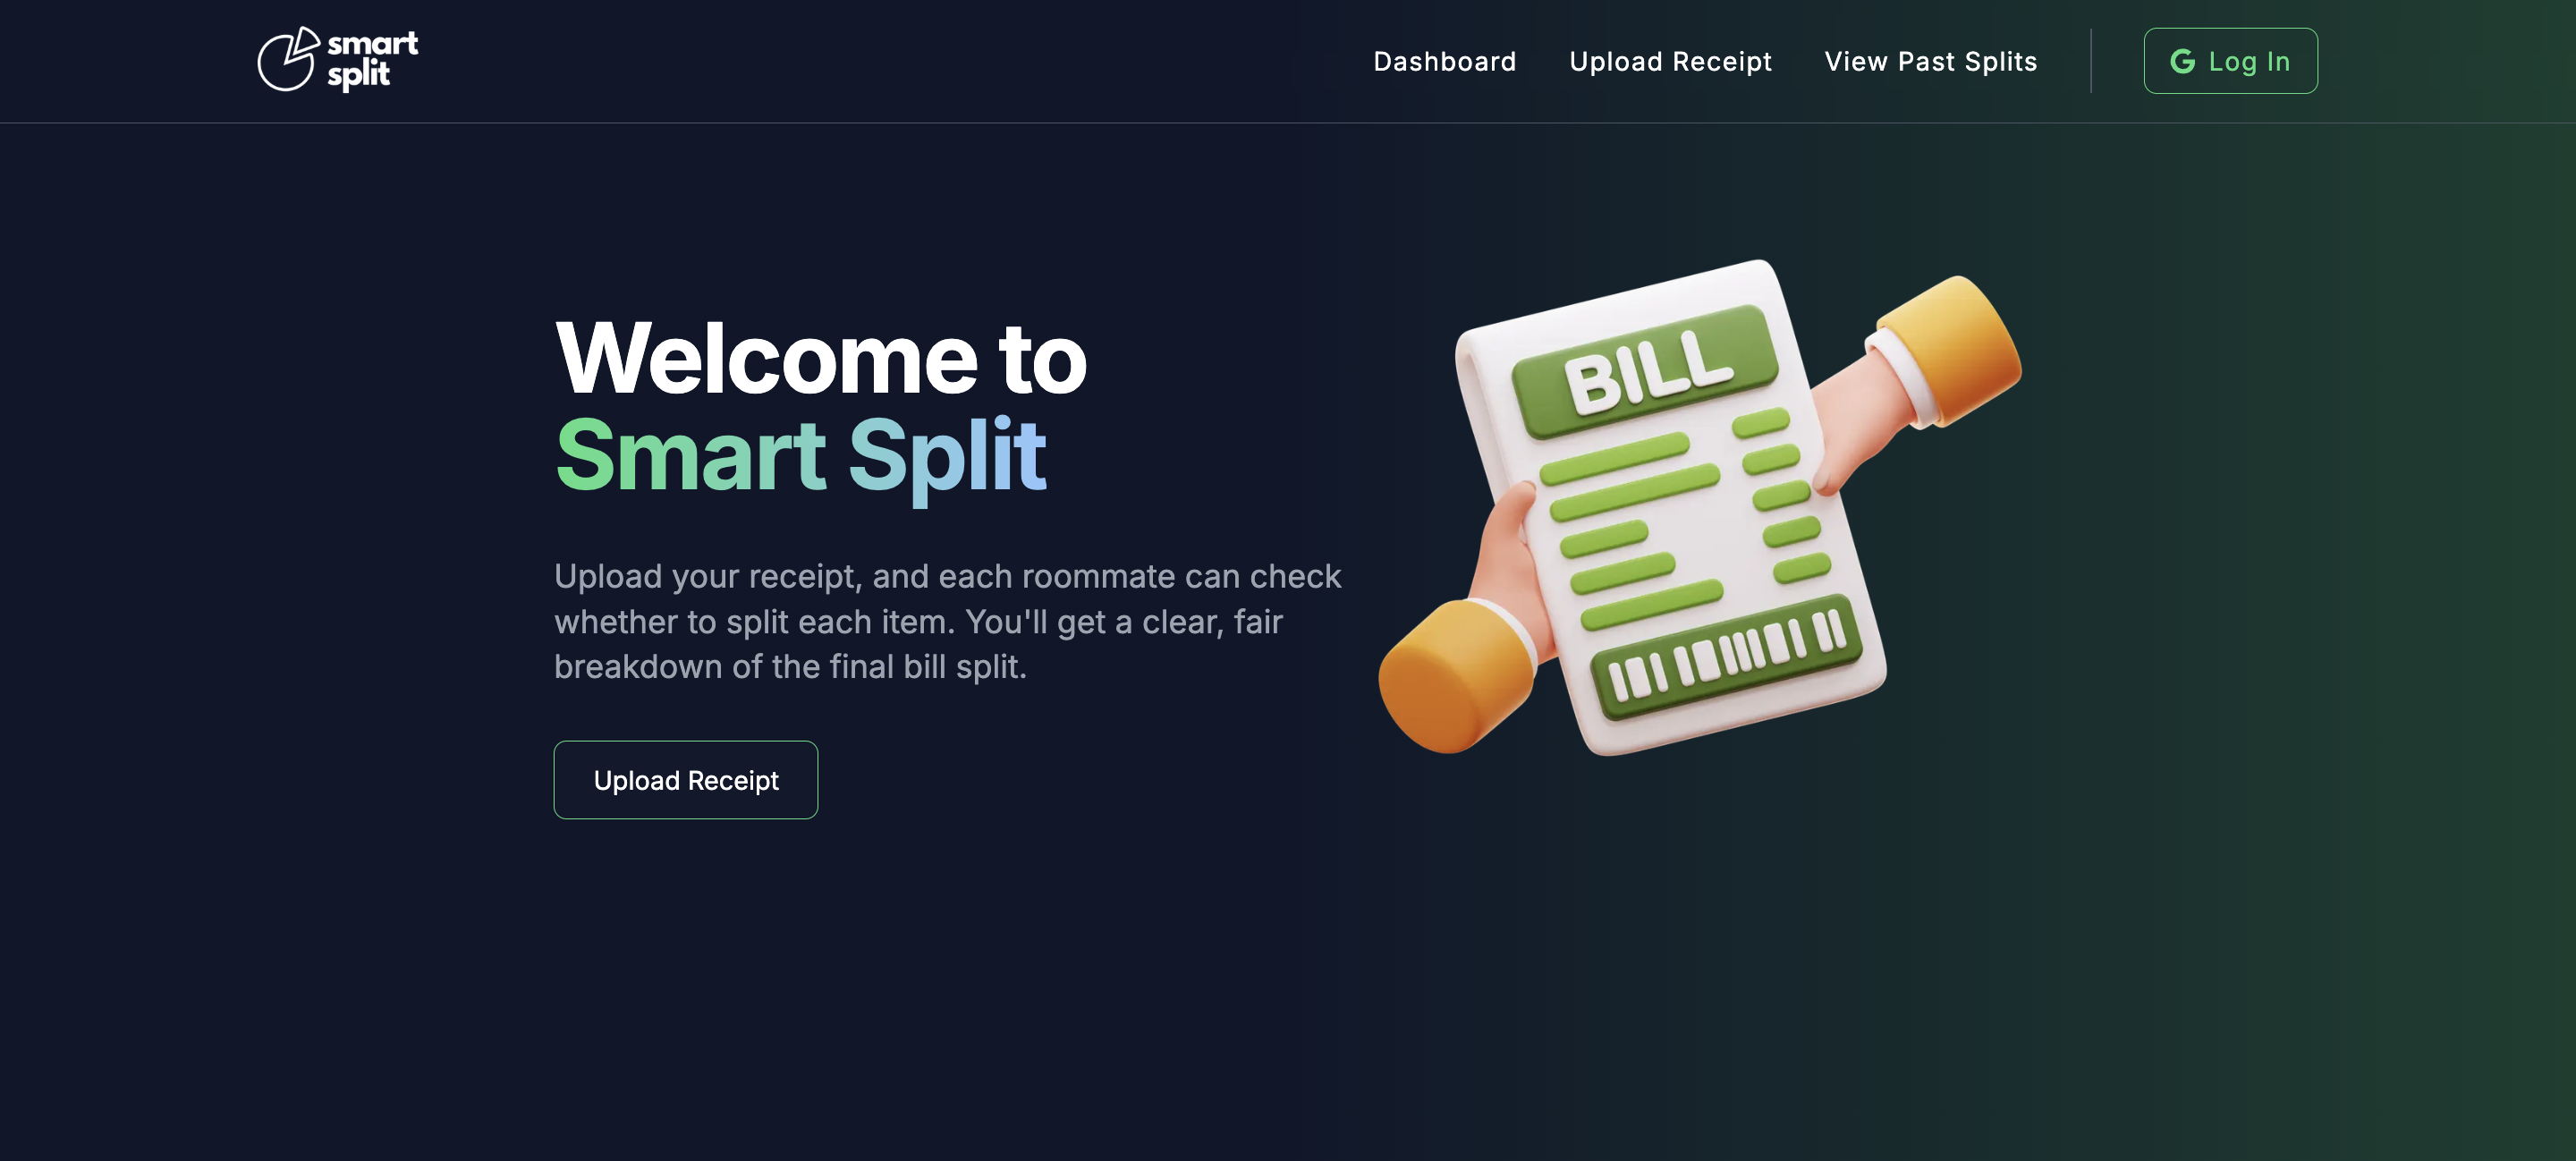 smart
split
Dashboard
Upload Receipt
View Past Splits
G Log In
Welcome to
Smart Split
Upload your receipt, and each roommate can check
whether to split each item. You'll get a clear, fair
breakdown of the final bill split.
Upload Receipt
BILL